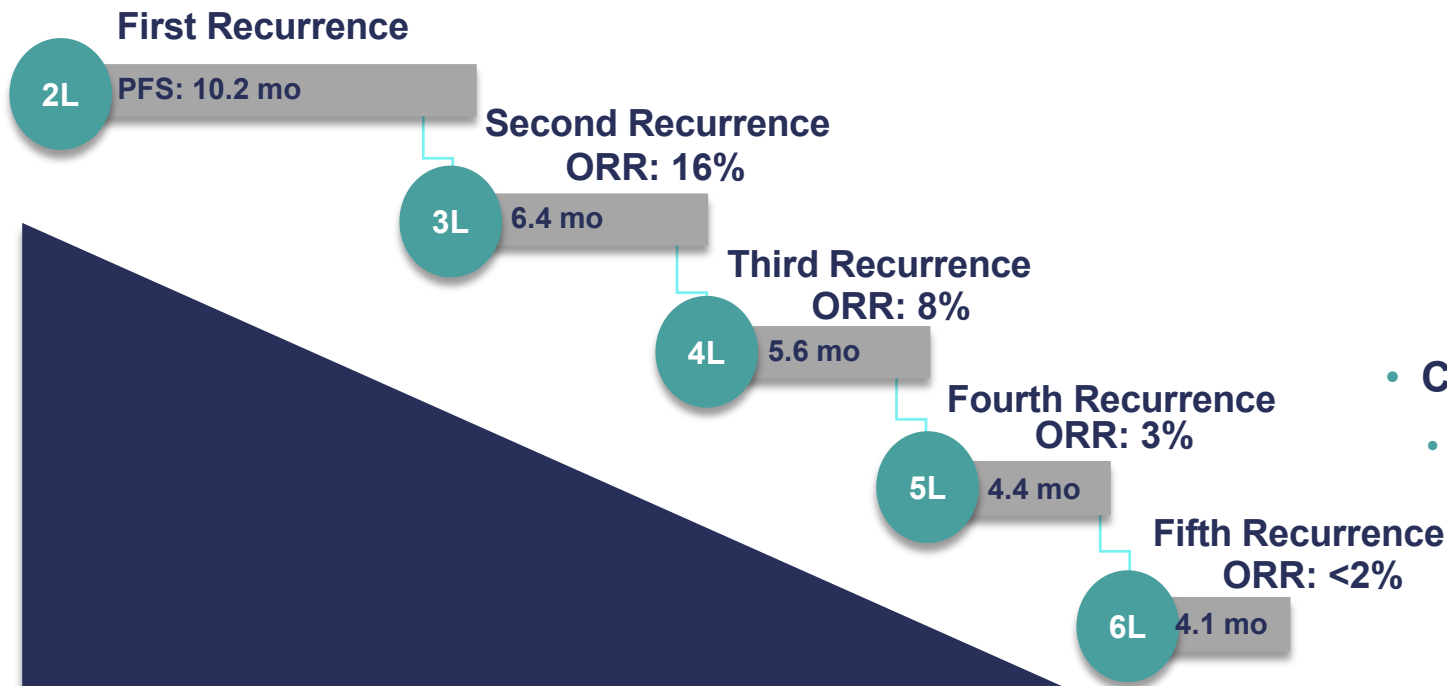 First Recurrence
2L
PFS: 10.2 mo
Second Recurrence
ORR: 16%
3L
6.4 mo
Third Recurrence
ORR: 8%
4L
5.6 mo
• C
•
Fourth Recurrence
ORR: 3%
5L
4.4 mo
Fifth Recurrence
ORR: <2%
6L
4.1 mo